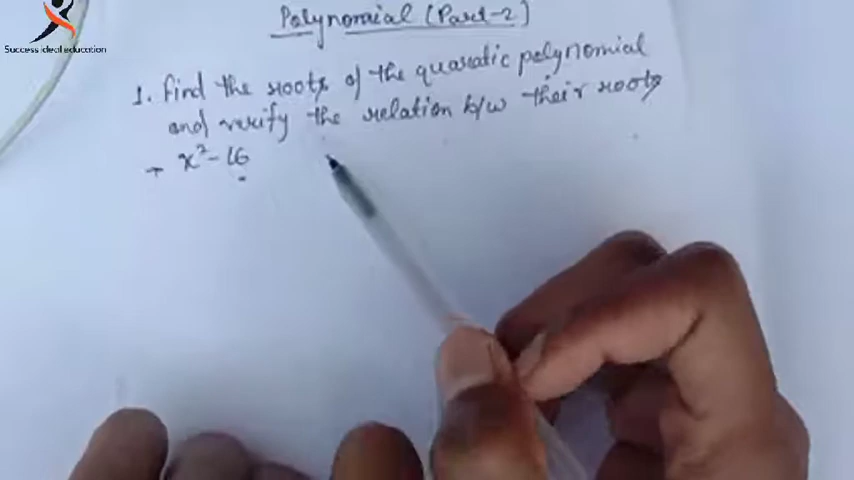 Success ideal education
Polynomial (Part-2)
1. Find the roots of the quasratic polynomial
and verify the relation b/w their roots
→ x² - 16